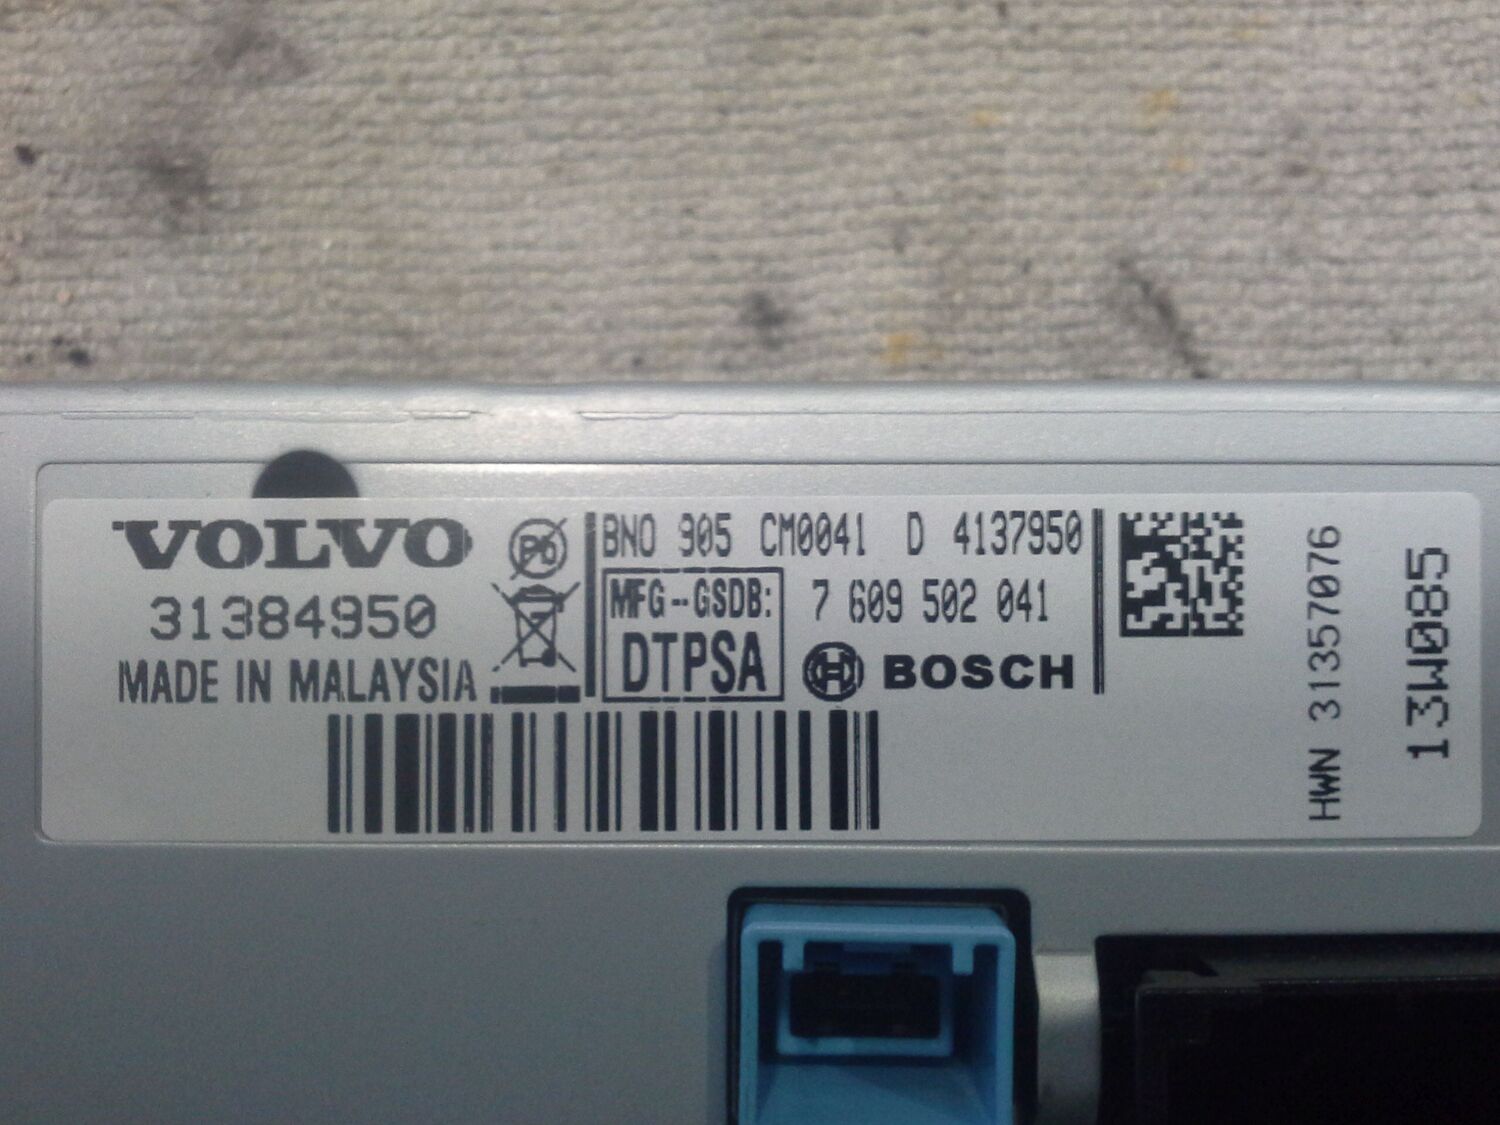 VOLVO
31384950
MADE IN MALAYSIA
Pb
BNO 905 CM0041 D 4137950
MFG-GSDB:
DTPSA
7 609 502 041
BOSCH
HWN 31357076
13W085